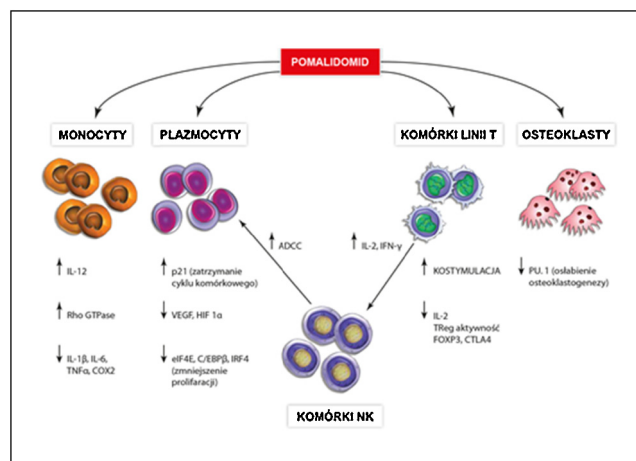 POMALIDOMID
MONOCYTY
PLAZMOCYTY
KOMÓRKI LINII T
OSTEOKLASTY
↑ IL-12
↑ Rho GTPase
↓ IL-1β, IL-6,
TNFα, COX2
↑ p21 (zatrzymanie
cyklu komórkowego)
↓ VEGF, HIF 1α
↓ eIF4E, C/EBPβ, IRF4
(zmniejszenie
prolifaracji)
↑ ADCC
↑ IL-2, IFN-γ
↑ KOSTYMULACJA
↓ IL-2
TReg aktywność
FOXP3, CTLA4
↓ PU. 1 (osłabienie
osteoklastogenezy)
KOMÓRKI NK